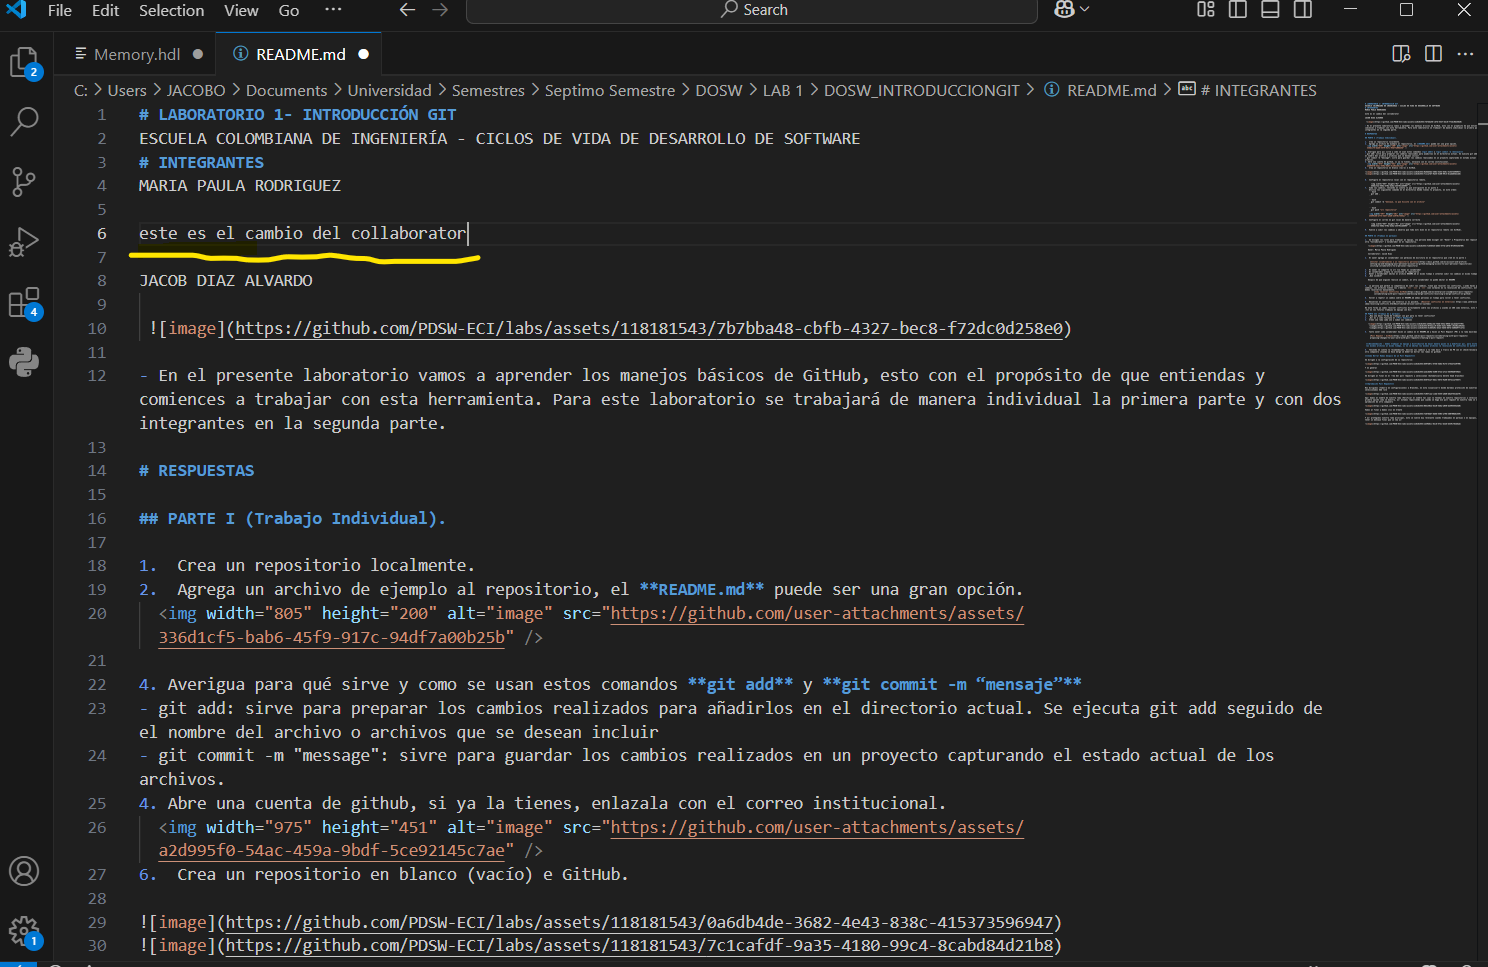 File Edit Selection View Go ··· Search
Memory.hdl README.md
C: > Users > JACOBO > Documents > Universidad > Semestres > Septimo Semestre > DOSW > LAB 1 > DOSW_INTRODUCCIONGIT > README.md > # INTEGRANTES
1 # LABORATORIO 1- INTRODUCCIÓN GIT
2 ESCUELA COLOMBIANA DE INGENIERÍA - CICLOS DE VIDA DE DESARROLLO DE SOFTWARE
3 # INTEGRANTES
4 MARIA PAULA RODRIGUEZ
5
6 este es el cambio del collaborator
7
8 JACOB DIAZ ALVARDO
9
10 ![image](https://github.com/PDSW-ECI/labs/assets/118181543/7b7bba48-cbfb-4327-bec8-f72dc0d258e0)
11
12 - En el presente laboratorio vamos a aprender los manejos básicos de GitHub, esto con el propósito de que entiendas y
comiences a trabajar con esta herramienta. Para este laboratorio se trabajará de manera individual la primera parte y con dos
integrantes en la segunda parte.
13
14 # RESPUESTAS
15
16 ## PARTE I (Trabajo Individual).
17
18 1.  Crea un repositorio localmente.
19 2.  Agrega un archivo de ejemplo al repositorio, el **README.md** puede ser una gran opción.
20 <img width="805" height="200" alt="image" src="https://github.com/user-attachments/assets/
336d1cf5-bab6-45f9-917c-94df7a00b25b" />
21
22 4. Averigua para qué sirve y como se usan estos comandos **git add** y **git commit -m “mensaje”**
23 - git add: sirve para preparar los cambios realizados para añadirlos en el directorio actual. Se ejecuta git add seguido de
el nombre del archivo o archivos que se desean incluir
24 - git commit -m "message": sivre para guardar los cambios realizados en un proyecto capturando el estado actual de los
archivos.
25 4. Abre una cuenta de github, si ya la tienes, enlazala con el correo institucional.
26 <img width="975" height="451" alt="image" src="https://github.com/user-attachments/assets/
a2d995f0-54ac-459a-9bdf-5ce92145c7ae" />
27 6.  Crea un repositorio en blanco (vacío) e GitHub.
28
29 ![image](https://github.com/PDSW-ECI/labs/assets/118181543/0a6db4de-3682-4e43-838c-415373596947)
30 ![image](https://github.com/PDSW-ECI/labs/assets/118181543/7c1cafdf-9a35-4180-99c4-8cabd84d21b8)
2
4
1